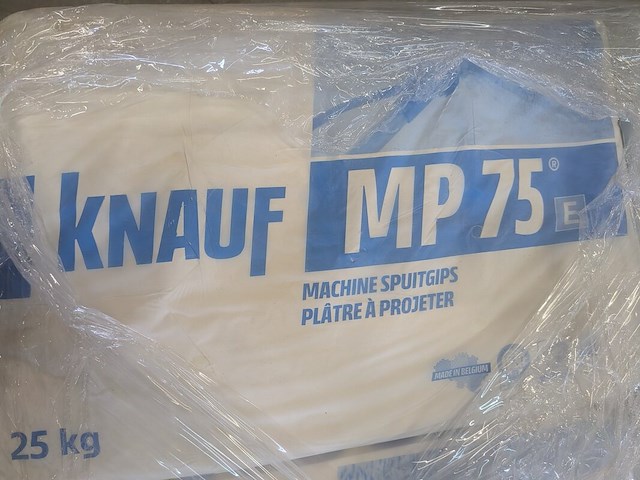 KNAUF
MP 75® E
MACHINE SPUITGIPS
PLÂTRE À PROJETER
MADE IN BELGIUM
25 kg